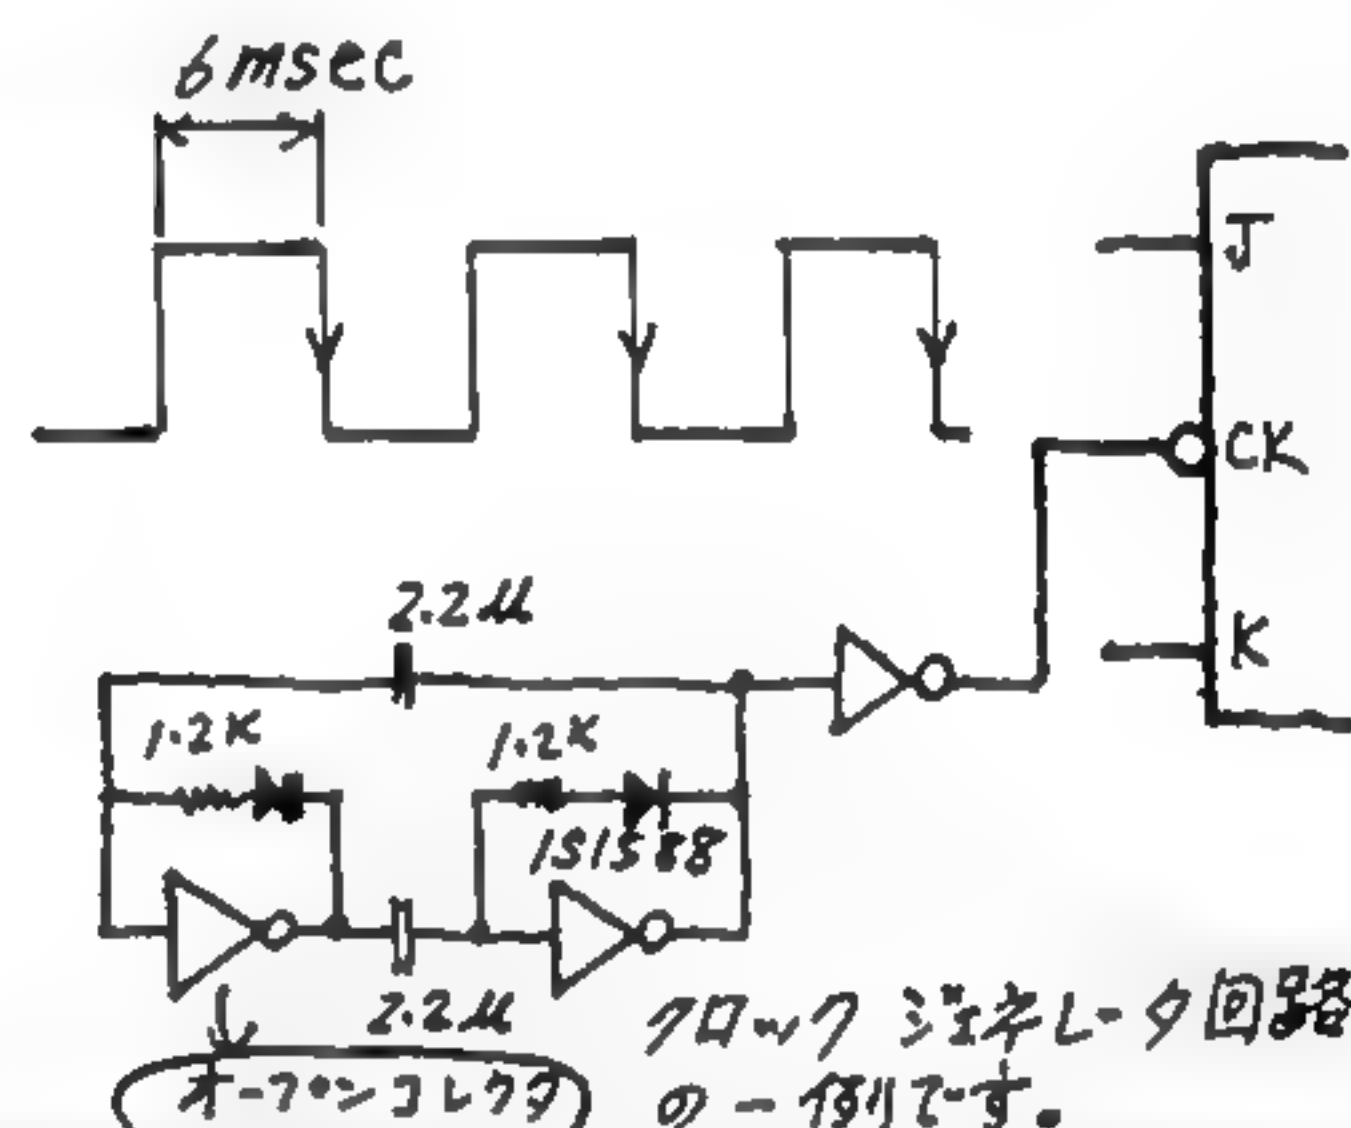 6msec
J
CK
K
2.2μ
1.2K
1.2K
1S1588
2.2μ
クロック ジェネレータ回路
の一例です。
オープンコレクタ